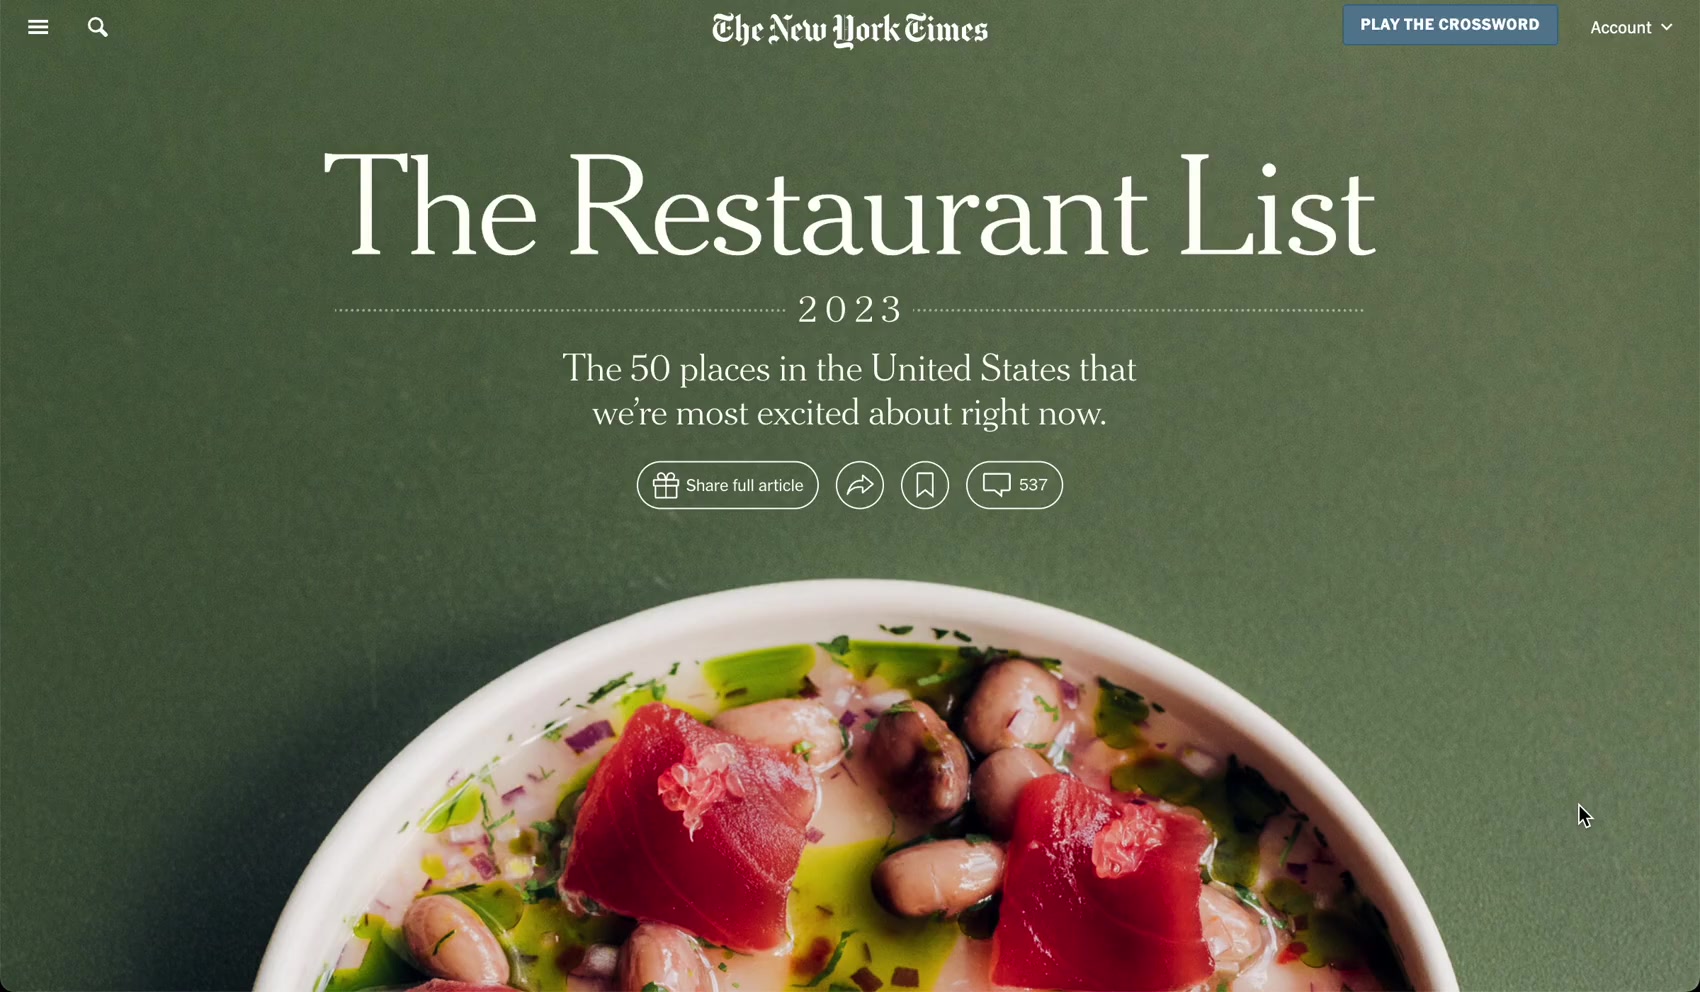 The New York Times
PLAY THE CROSSWORD
Account
The Restaurant List
2023
The 50 places in the United States that
we’re most excited about right now.
Share full article
537